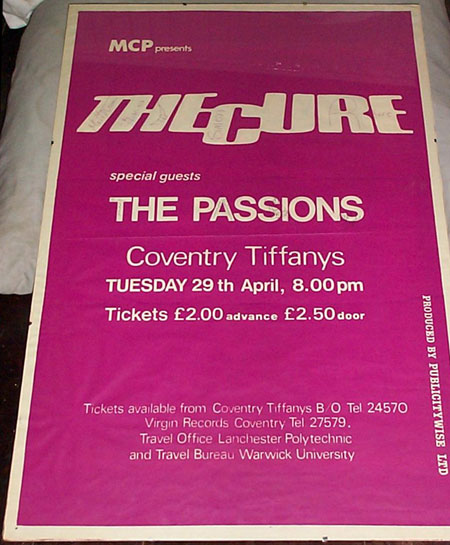 MCP presents
THE CURE
special guests
THE PASSIONS
Coventry Tiffanys
TUESDAY 29th April, 8.00pm
Tickets £2.00 advance £2.50 door
Tickets available from Coventry Tiffanys B/O Tel 24570
Virgin Records Coventry Tel 27579.
Travel Office Lanchester Polytechnic
and Travel Bureau Warwick University
PRODUCED BY PUBLICITYWISE LTD